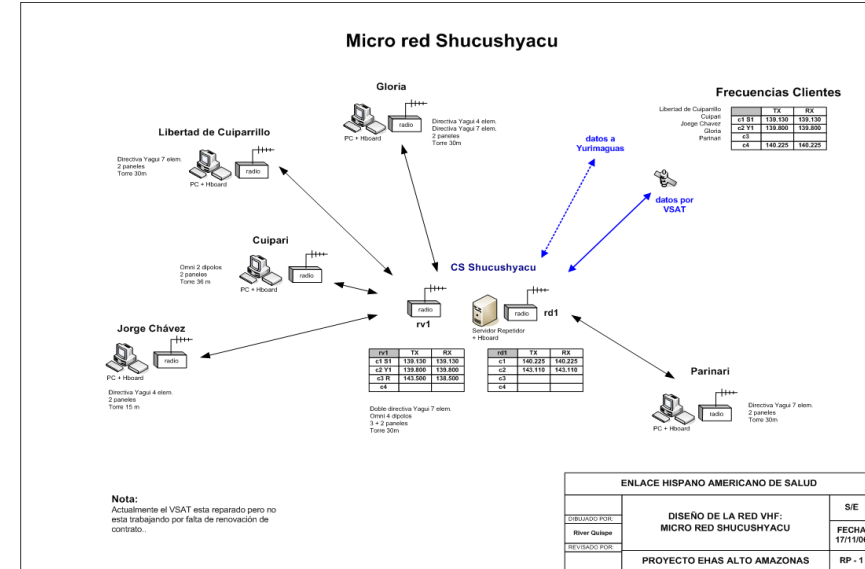 Micro red Shucushyacu
Gloria
radio
PC + Hboard
Directiva Yagui 4 elem.
Directiva Yagui 7 elem.
2 paneles
Torre 30m
Libertad de Cuiparrillo
Directiva Yagui 7 elem.
2 paneles
Torre 30m
radio
PC + Hboard
Frecuencias Clientes
Libertad de Cuiparrillo
Cuipari
Joege Chavez
Gloria
Parinari
TX RX
c1 S1 139.130 139.130
c2 Y1 139.800 139.800
c3
c4 140.225 140.225
datos a
Yurimaguas
datos por
VSAT
Cuipari
Omni 2 dipolos
2 paneles
Torre 36 m
radio
PC + Hboard
CS Shucushyacu
radio
rv1
Servidor Repetidor
+ Hboard
radio
rd1
Jorge Chávez
radio
PC + Hboard
Directiva Yagui 4 elem.
2 paneles
Torre 15 m
rv1 TX RX
c1 S1 139.130 139.130
c2 Y1 139.800 139.800
c3 R 143.500 138.500
c4
rd1 TX RX
c1 140.225 140.225
c2 143.110 143.110
c3
c4
Doble directiva Yagui 7 elem.
Omni 4 dipolos
3 + 2 paneles
Torre 30m
Parinari
radio
PC + Hboard
Directiva Yagui 7 elem.
2 paneles
Torre 30m
Nota:
Actualmente el VSAT esta reparado pero no
esta trabajando por falta de renovación de
contrato..
ENLACE HISPANO AMERICANO DE SALUD
DIBUJADO POR:
River Quispe
REVISADO POR:
DISEÑO DE LA RED VHF:
MICRO RED SHUCUSHYACU
S/E
FECHA
17/11/06
PROYECTO EHAS ALTO AMAZONAS
RP - 1